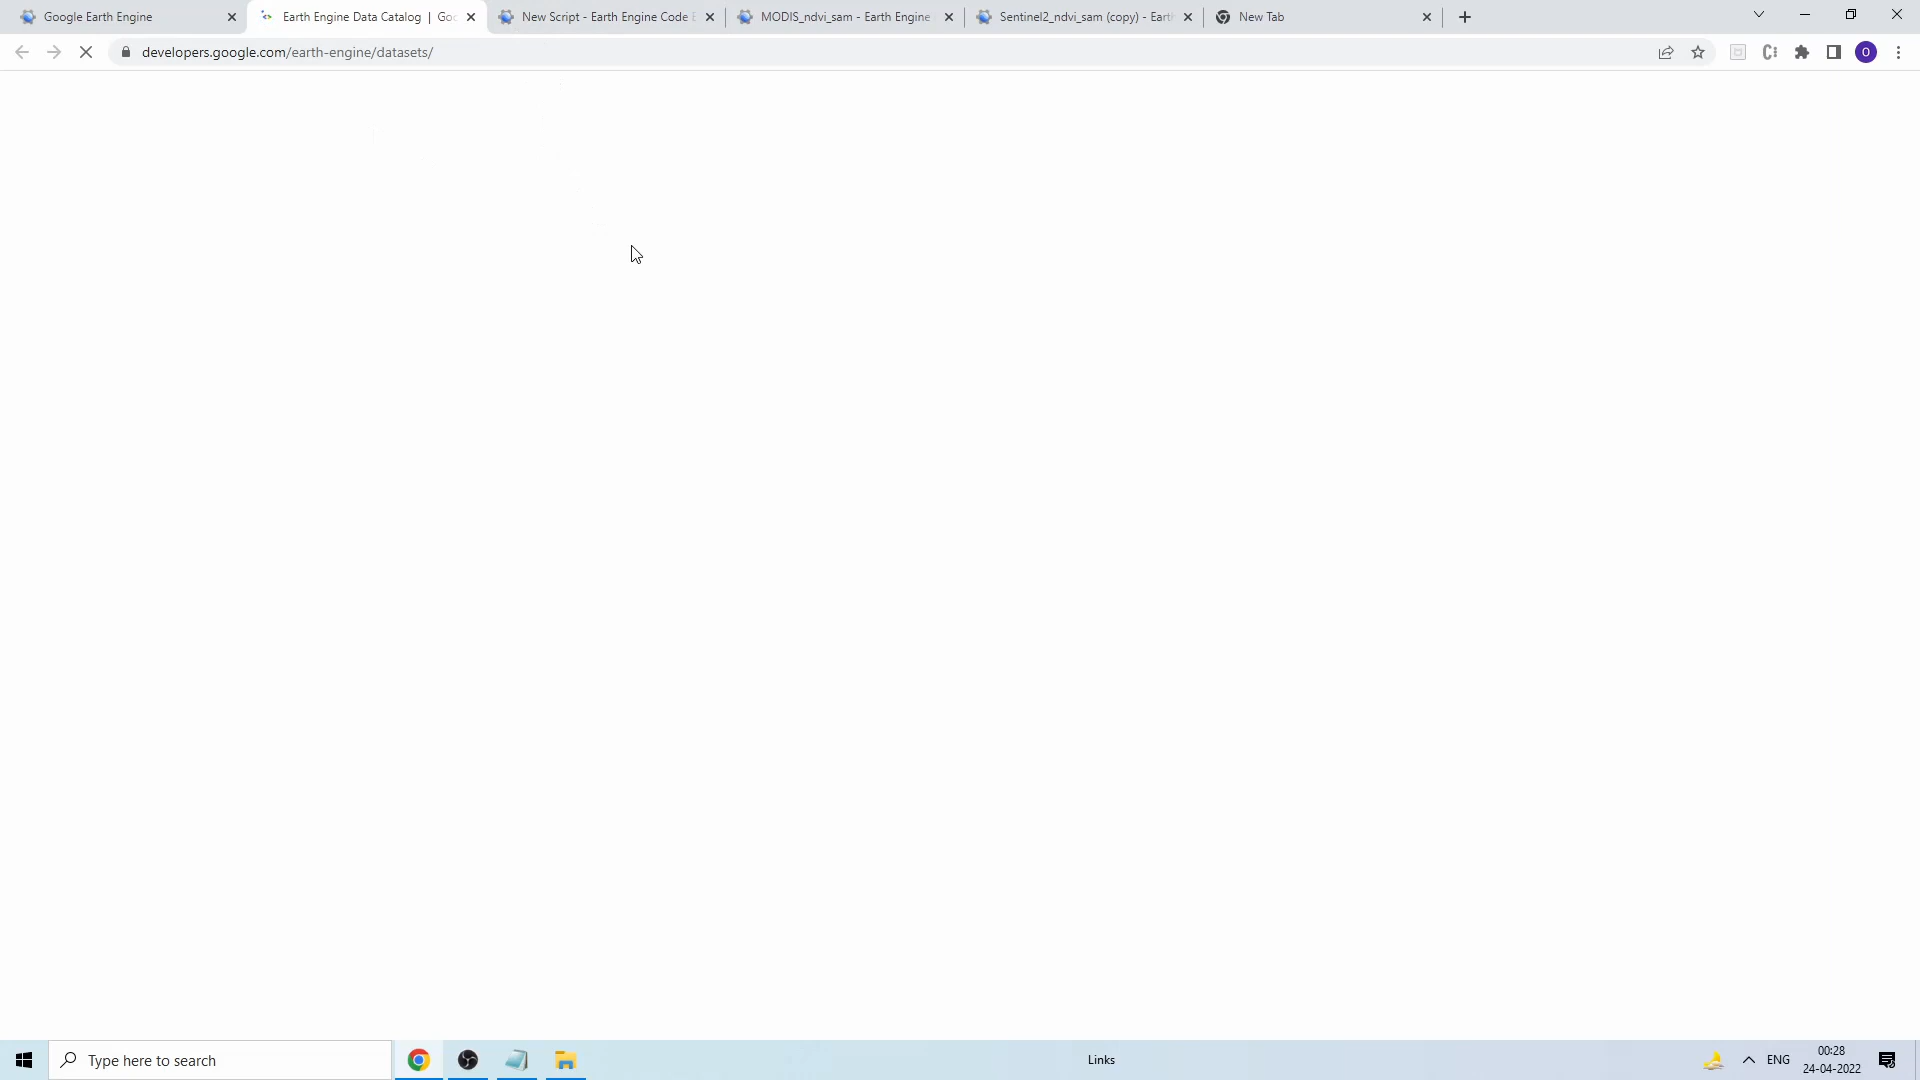 Google Earth Engine
Earth Engine Data Catalog | Goo
New Script - Earth Engine Code E
MODIS_ndvi_sam - Earth Engine
Sentinel2_ndvi_sam (copy) - Eart
New Tab
developers.google.com/earth-engine/datasets/
O
Type here to search
Links
ENG
00:28
24-04-2022